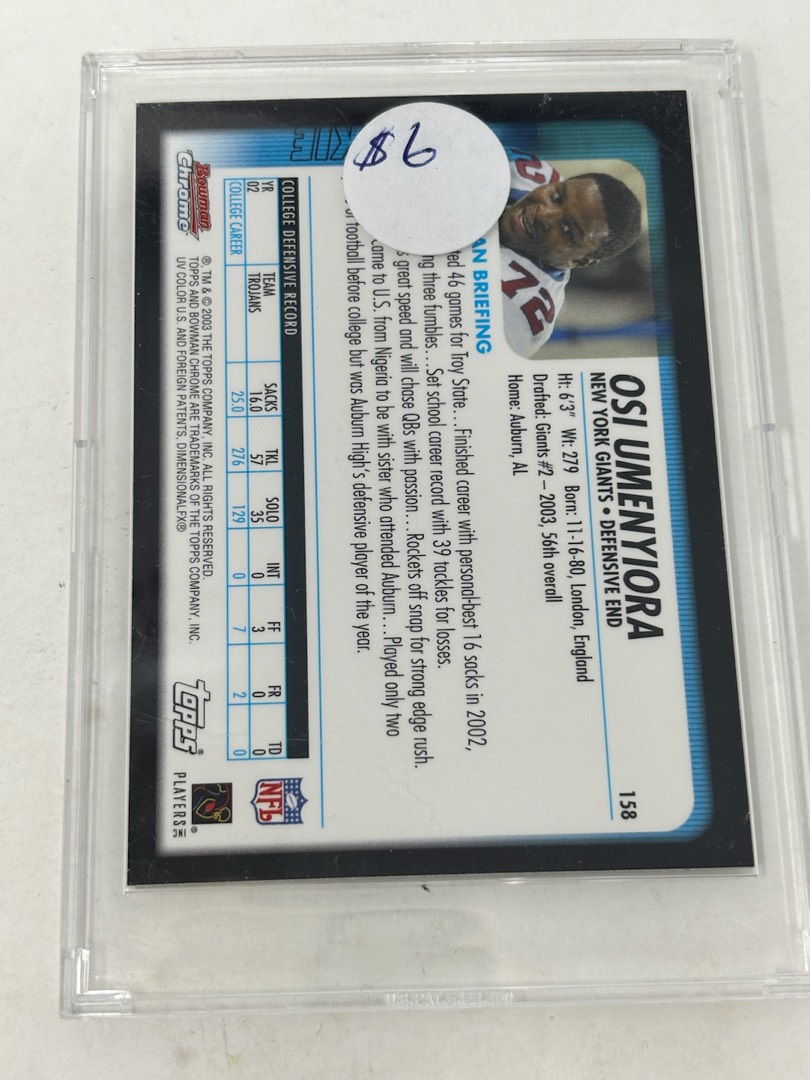 $6
158
OSI UMENYIORA
NEW YORK GIANTS • DEFENSIVE END
Ht: 6'3" Wt: 279 Born: 11-16-80, London, England
Drafted: Giants #2 – 2003, 56th overall
Home: Auburn, AL
72
BRIEFING
46 games for Troy State...Finished career with personal-best 16 sacks in 2002,
three fumbles...Set school career record with 39 tackles for losses.
great speed and will chase QBs with passion...Rockets off snap for strong edge rush.
to U.S. from Nigeria to be with sister who attended Auburn...Played only two
football before college but was Auburn High's defensive player of the year.
COLLEGE DEFENSIVE RECORD
YR TEAM SACKS TKL SOLO INT FF FR TD
02 TROJANS 16.0 57 35 0 3 0 0
COLLEGE CAREER 25.0 276 129 0 7 2 0
Bowman Chrome
®, TM & © 2003 THE TOPPS COMPANY, INC. ALL RIGHTS RESERVED.
TOPPS AND BOWMAN CHROME ARE TRADEMARKS OF THE TOPPS COMPANY, INC.
UV COLOR U.S. AND FOREIGN PATENTS, DIMENSIONALFX®
topps®
NFL
PLAYERS INC